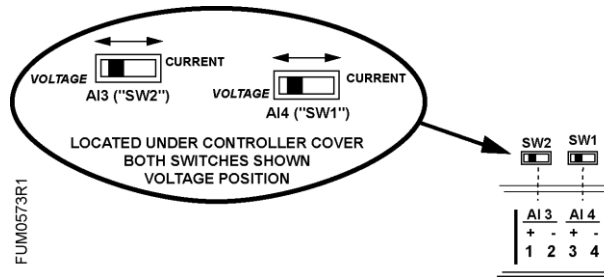 VOLTAGE CURRENT
AI3 ("SW2")
VOLTAGE CURRENT
AI4 ("SW1")
LOCATED UNDER CONTROLLER COVER
BOTH SWITCHES SHOWN
VOLTAGE POSITION
FUM0573R1
SW2 SW1
AI 3 AI 4
+ - + -
1 2 3 4